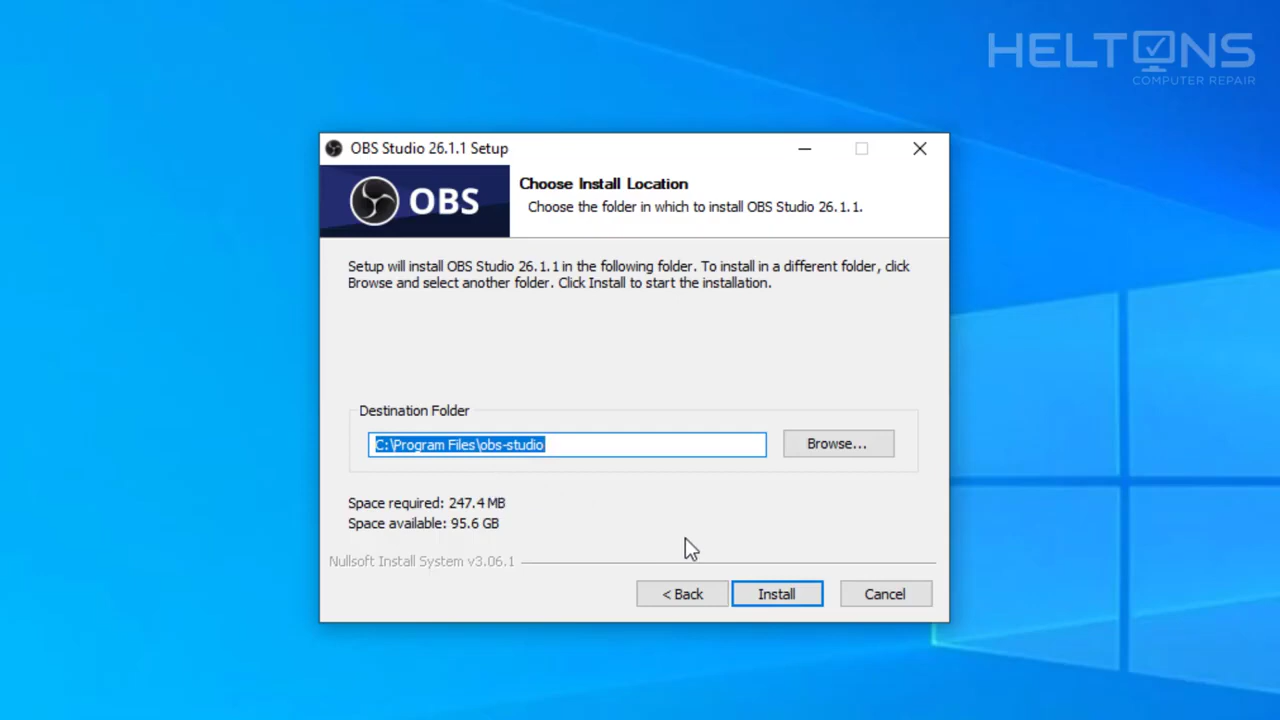 HELTONS
COMPUTER REPAIR
OBS Studio 26.1.1 Setup
OBS
Choose Install Location
Choose the folder in which to install OBS Studio 26.1.1.
Setup will install OBS Studio 26.1.1 in the following folder. To install in a different folder, click
Browse and select another folder. Click Install to start the installation.
Destination Folder
C:\Program Files\obs-studio
Browse...
Space required: 247.4 MB
Space available: 95.6 GB
Nullsoft Install System v3.06.1
< Back
Install
Cancel